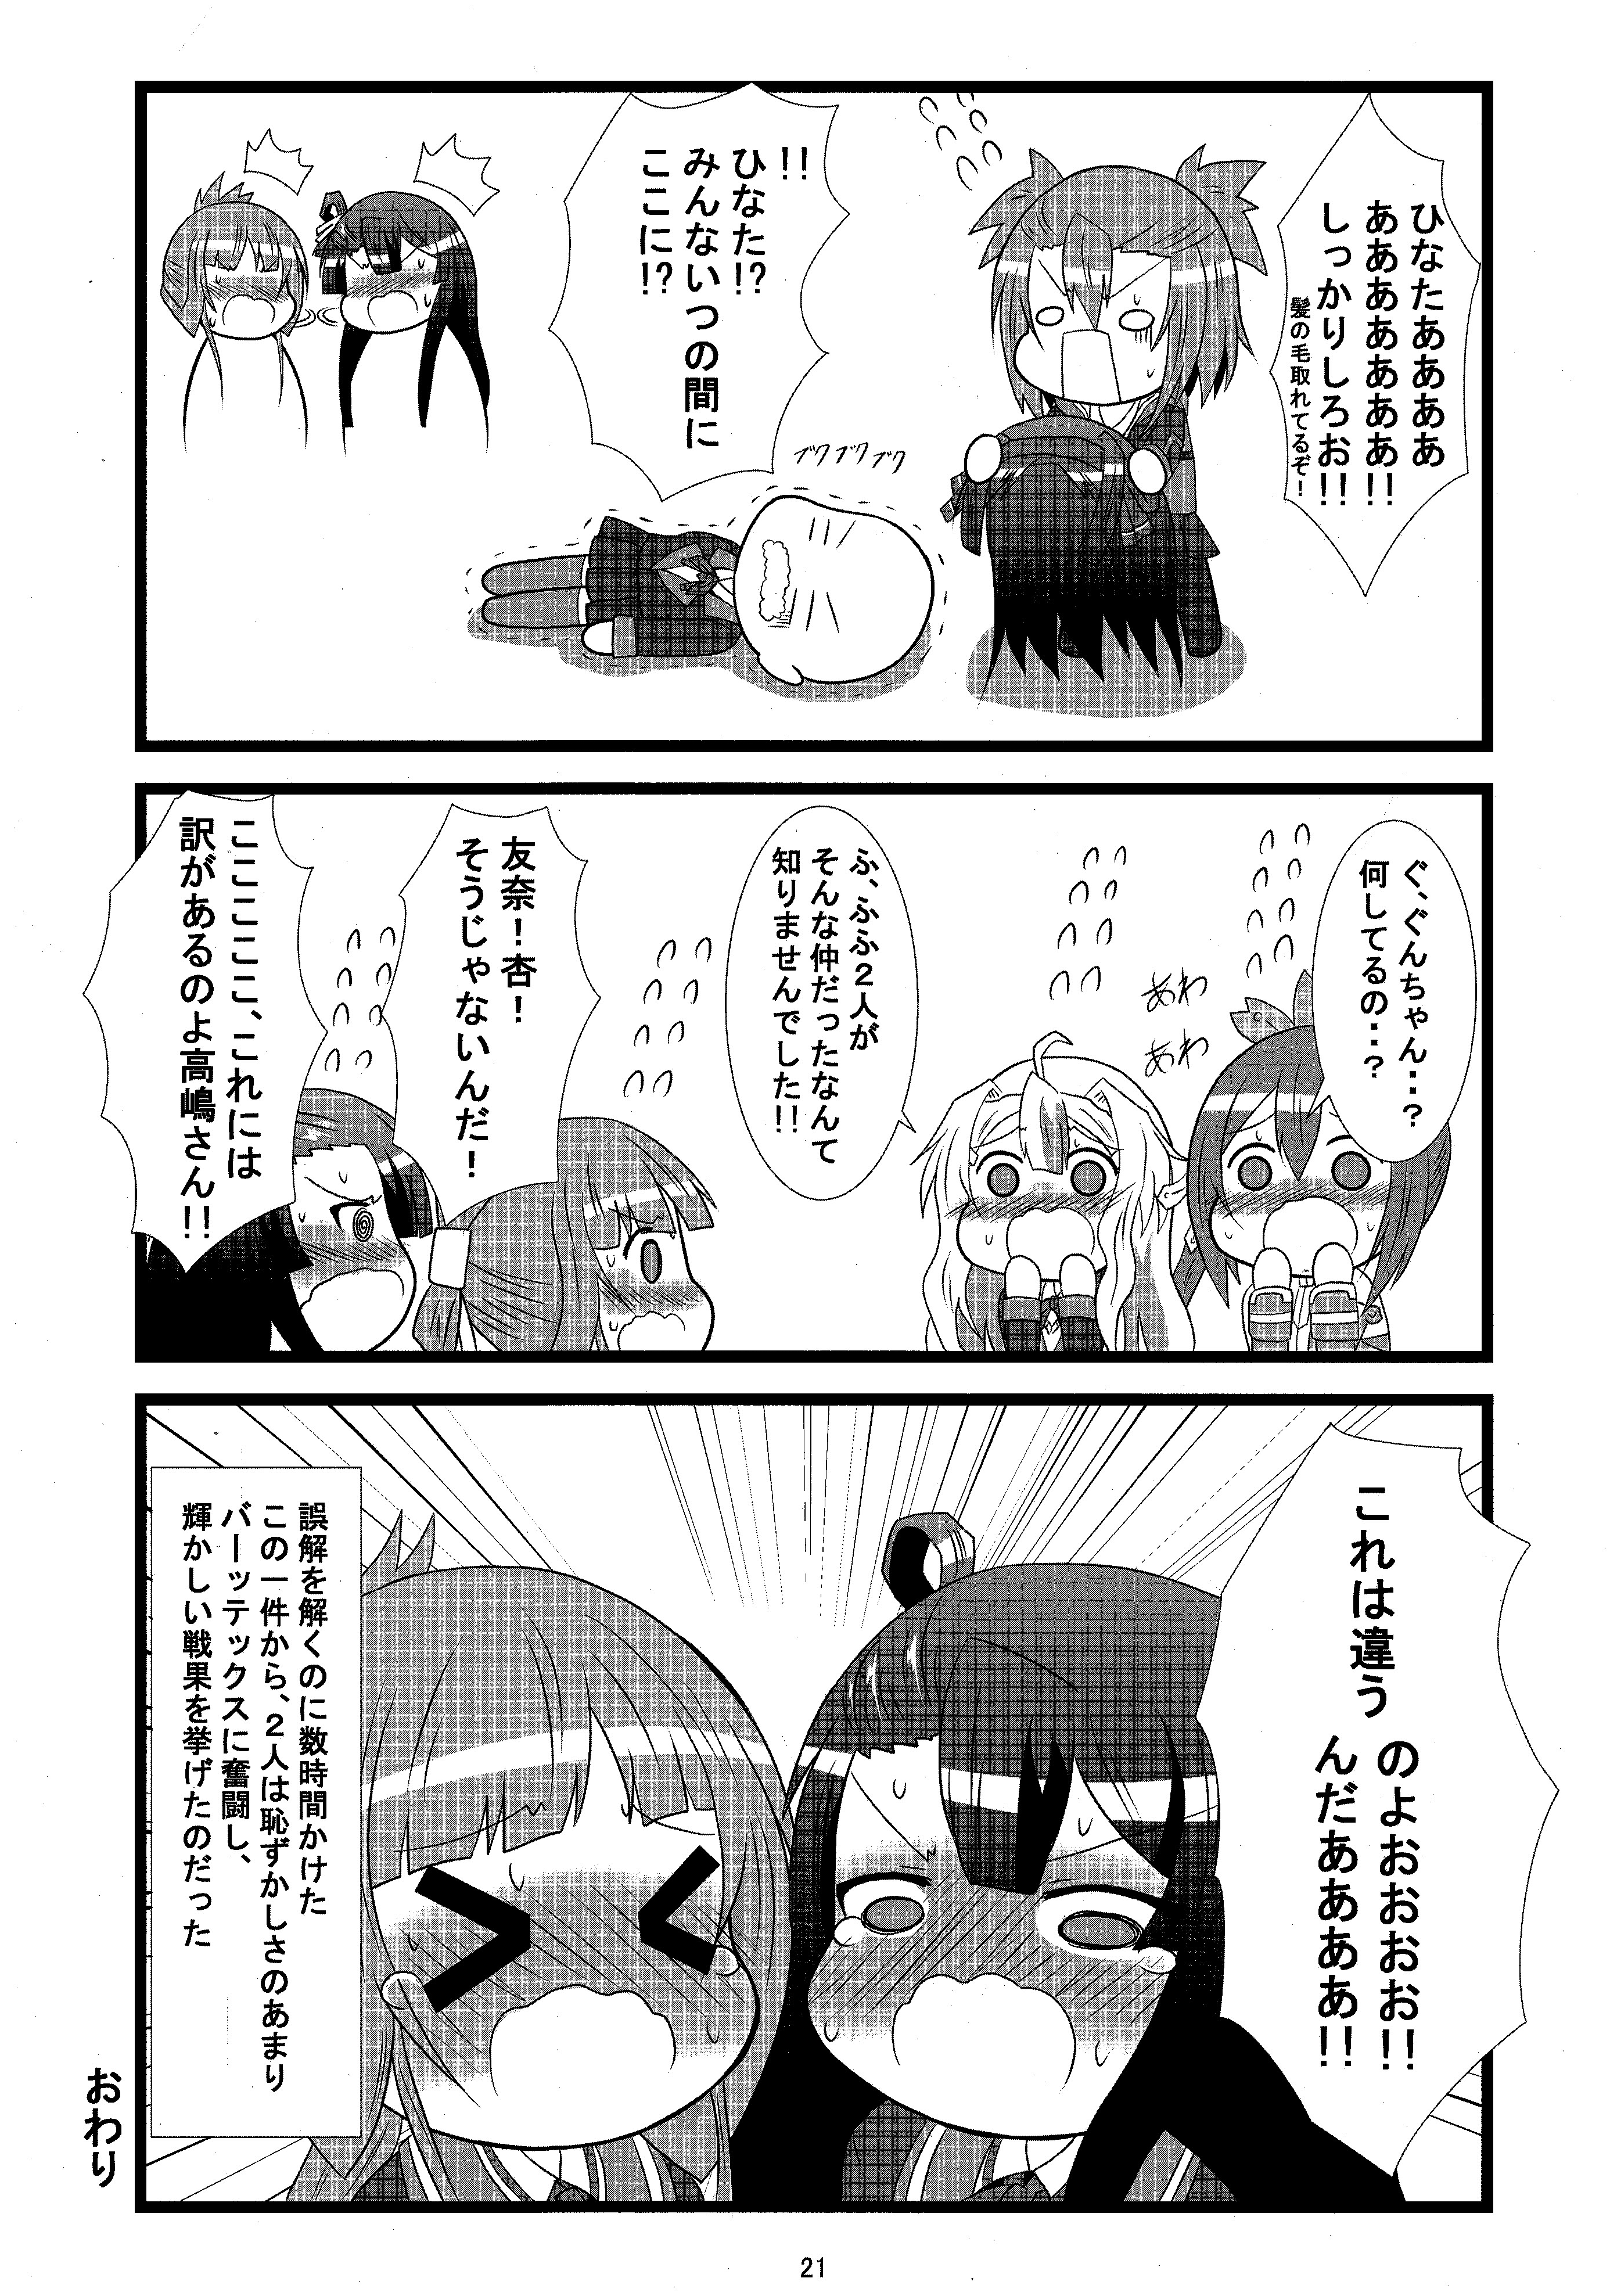 ひなたああああ
あああああああ!!
しっかりしろお!!
髪の毛取れてるぞ!
!!
ひなた!?
みんないつの間に
ここに!?
ブクブクブク
ぐ、ぐんちゃん・・?
何してるの・・?
あわ
あわ
ふ、ふふ2人が
そんな仲だったなんて
知りませんでした!!
友奈!杏!
そうじゃないんだ!
こここここ、これには
訳があるのよ高嶋さん!!
これは違う
のよおおおお!!
んだああああ!!
誤解を解くのに数時間かけた
この一件から、2人は恥ずかしさのあまり
バーッテックスに奮闘し、
輝かしい戦果を挙げたのだった
おわり
21